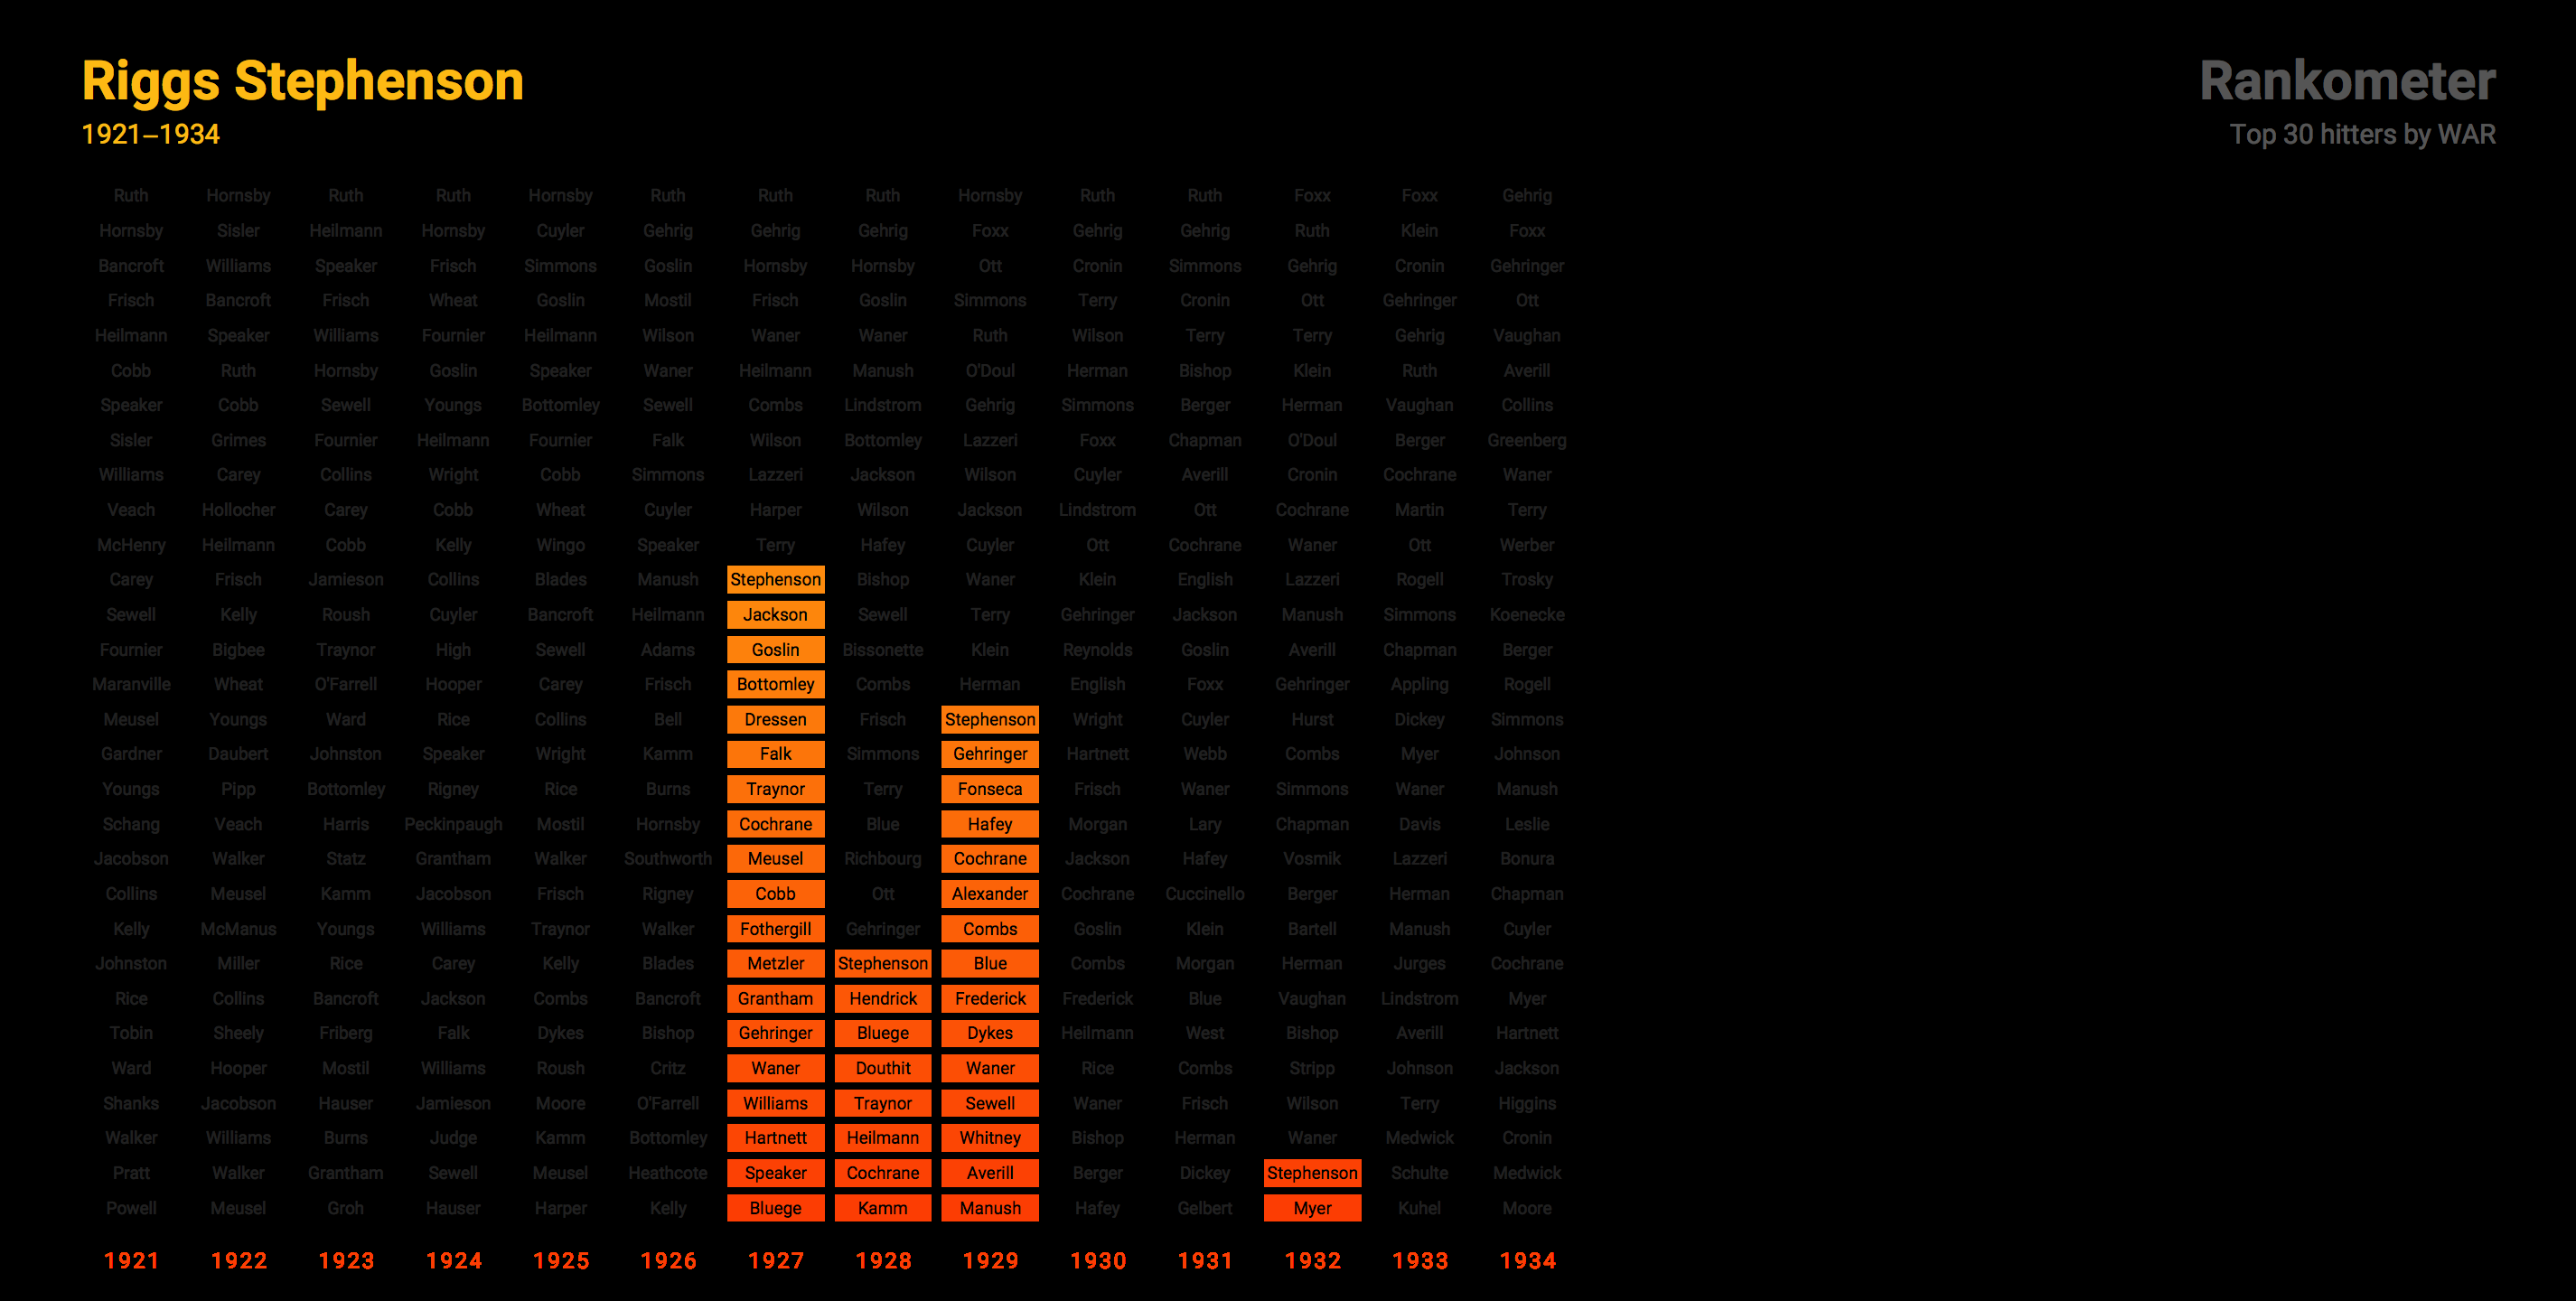 Riggs Stephenson
1921–1934
Rankometer
Top 30 hitters by WAR
Ruth Hornsby Ruth Ruth Hornsby Ruth Ruth Ruth Hornsby Ruth Ruth Foxx Foxx Gehrig
Hornsby Sisler Heilmann Hornsby Cuyler Gehrig Gehrig Gehrig Foxx Gehrig Gehrig Ruth Klein Foxx
Bancroft Williams Speaker Frisch Simmons Goslin Hornsby Hornsby Ott Cronin Simmons Gehrig Cronin Gehringer
Frisch Bancroft Frisch Wheat Goslin Mostil Frisch Goslin Simmons Terry Cronin Ott Gehringer Ott
Heilmann Speaker Williams Fournier Heilmann Wilson Waner Waner Ruth Wilson Terry Terry Gehrig Vaughan
Cobb Ruth Hornsby Goslin Speaker Waner Heilmann Manush O'Doul Herman Bishop Klein Ruth Averill
Speaker Cobb Sewell Youngs Bottomley Sewell Combs Lindstrom Gehrig Simmons Berger Herman Vaughan Collins
Sisler Grimes Fournier Heilmann Fournier Falk Wilson Bottomley Lazzeri Foxx Chapman O'Doul Berger Greenberg
Williams Carey Collins Wright Cobb Simmons Lazzeri Jackson Wilson Cuyler Averill Cronin Cochrane Waner
Veach Hollocher Carey Cobb Wheat Cuyler Harper Wilson Jackson Lindstrom Ott Cochrane Martin Terry
McHenry Heilmann Cobb Kelly Wingo Speaker Terry Hafey Cuyler Ott Cochrane Waner Ott Werber
Carey Frisch Jamieson Collins Blades Manush Stephenson Bishop Waner Klein English Lazzeri Rogell Trosky
Sewell Kelly Roush Cuyler Bancroft Heilmann Jackson Sewell Terry Gehringer Jackson Manush Simmons Koenecke
Fournier Bigbee Traynor High Sewell Adams Goslin Bissonette Klein Reynolds Goslin Averill Chapman Berger
Maranville Wheat O'Farrell Hooper Carey Frisch Bottomley Combs Herman English Foxx Gehringer Appling Rogell
Meusel Youngs Ward Rice Collins Bell Dressen Frisch Stephenson Wright Cuyler Hurst Dickey Simmons
Gardner Daubert Johnston Speaker Wright Kamm Falk Simmons Gehringer Hartnett Webb Combs Myer Johnson
Youngs Pipp Bottomley Rigney Rice Burns Traynor Terry Fonseca Frisch Waner Simmons Waner Manush
Schang Veach Harris Peckinpaugh Mostil Hornsby Cochrane Blue Hafey Morgan Lary Chapman Davis Leslie
Jacobson Walker Statz Grantham Walker Southworth Meusel Richbourg Cochrane Jackson Hafey Vosmik Lazzeri Bonura
Collins Meusel Kamm Jacobson Frisch Rigney Cobb Ott Alexander Cochrane Cuccinello Berger Herman Chapman
Kelly McManus Youngs Williams Traynor Walker Fothergill Gehringer Combs Goslin Klein Bartell Manush Cuyler
Johnston Miller Rice Carey Kelly Blades Metzler Stephenson Blue Combs Morgan Herman Jurges Cochrane
Rice Collins Bancroft Jackson Combs Bancroft Grantham Hendrick Frederick Frederick Blue Vaughan Lindstrom Myer
Tobin Sheely Friberg Falk Dykes Bishop Gehringer Bluege Dykes Heilmann West Bishop Averill Hartnett
Ward Hooper Mostil Williams Roush Critz Waner Douthit Waner Rice Combs Stripp Johnson Jackson
Shanks Jacobson Hauser Jamieson Moore O'Farrell Williams Traynor Sewell Waner Frisch Wilson Terry Higgins
Walker Williams Burns Judge Kamm Bottomley Hartnett Heilmann Whitney Bishop Herman Waner Medwick Cronin
Pratt Walker Grantham Sewell Meusel Heathcote Speaker Cochrane Averill Berger Dickey Stephenson Schulte Medwick
Powell Meusel Groh Hauser Harper Kelly Bluege Kamm Manush Hafey Gelbert Myer Kuhel Moore
1921 1922 1923 1924 1925 1926 1927 1928 1929 1930 1931 1932 1933 1934